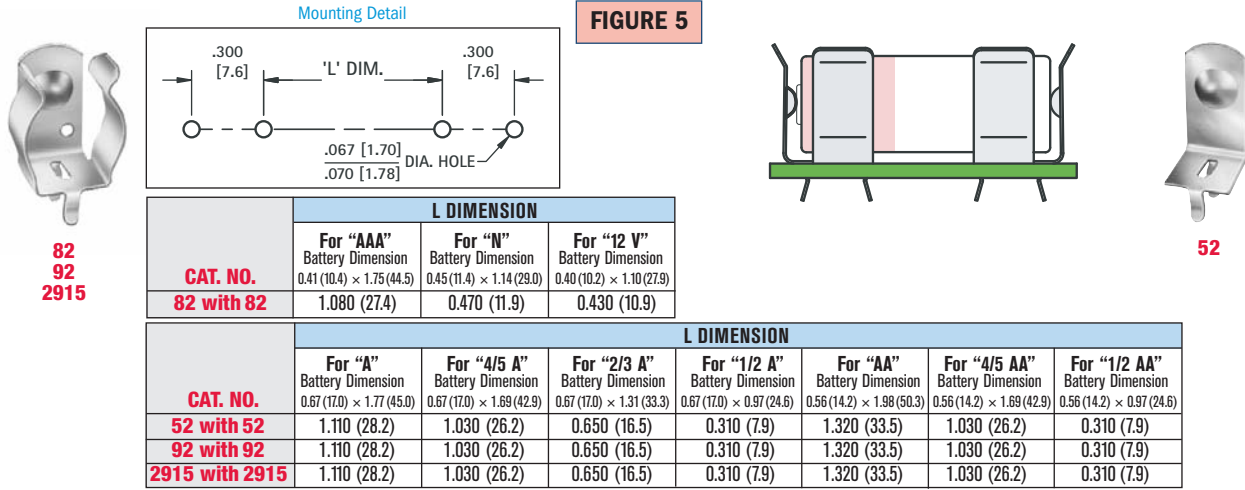 Mounting Detail
FIGURE 5
.300
[7.6]
'L' DIM.
.300
[7.6]
.067 [1.70]
.070 [1.78]
DIA. HOLE
82
92
2915
52
L DIMENSION
CAT. NO.
For “AAA”
Battery Dimension
0.41 (10.4) × 1.75 (44.5)
For “N”
Battery Dimension
0.45 (11.4) × 1.14 (29.0)
For “12 V”
Battery Dimension
0.40 (10.2) × 1.10 (27.9)
82 with 82 1.080 (27.4) 0.470 (11.9) 0.430 (10.9)
L DIMENSION
CAT. NO.
For “A”
Battery Dimension
0.67 (17.0) × 1.77 (45.0)
For “4/5 A”
Battery Dimension
0.67 (17.0) × 1.69 (42.9)
For “2/3 A”
Battery Dimension
0.67 (17.0) × 1.31 (33.3)
For “1/2 A”
Battery Dimension
0.67 (17.0) × 0.97 (24.6)
For “AA”
Battery Dimension
0.56 (14.2) × 1.98 (50.3)
For “4/5 AA”
Battery Dimension
0.56 (14.2) × 1.69 (42.9)
For “1/2 AA”
Battery Dimension
0.56 (14.2) × 0.97 (24.6)
52 with 52 1.110 (28.2) 1.030 (26.2) 0.650 (16.5) 0.310 (7.9) 1.320 (33.5) 1.030 (26.2) 0.310 (7.9)
92 with 92 1.110 (28.2) 1.030 (26.2) 0.650 (16.5) 0.310 (7.9) 1.320 (33.5) 1.030 (26.2) 0.310 (7.9)
2915 with 2915 1.110 (28.2) 1.030 (26.2) 0.650 (16.5) 0.310 (7.9) 1.320 (33.5) 1.030 (26.2) 0.310 (7.9)